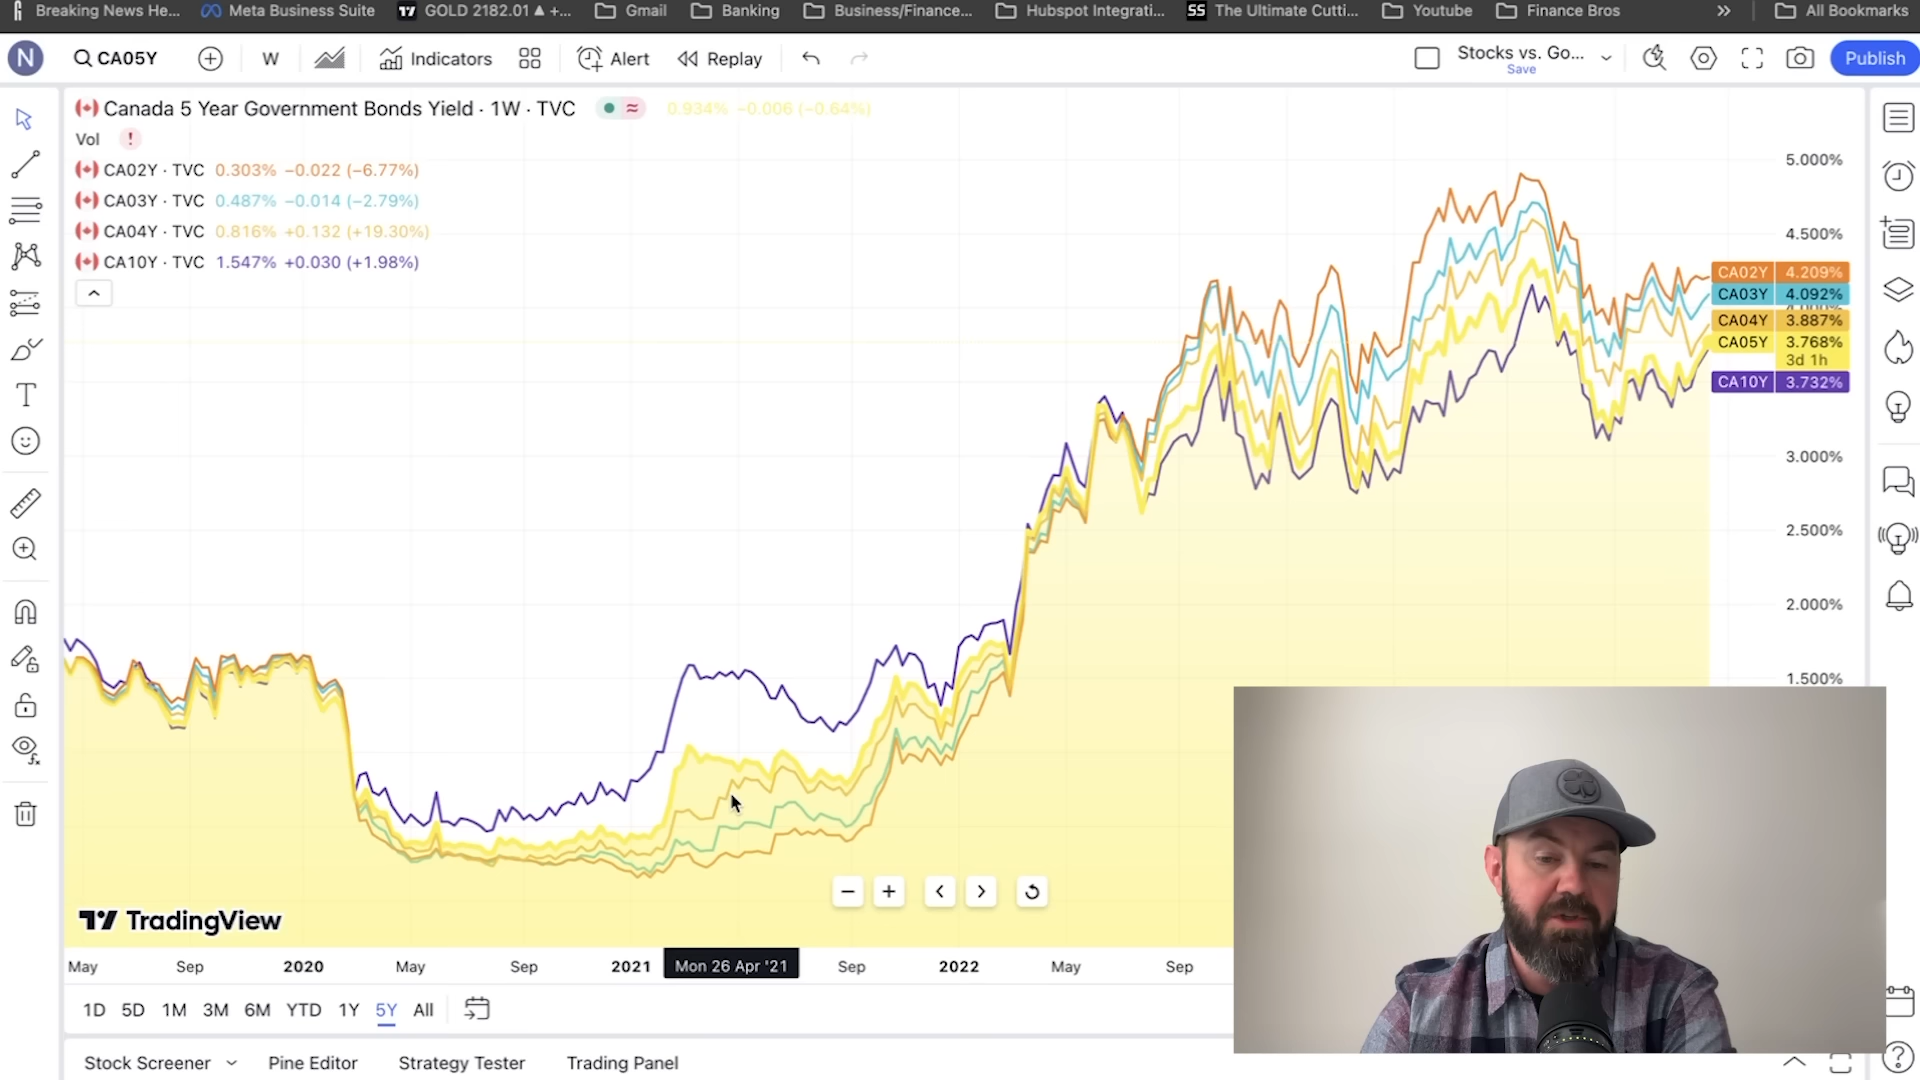 Breaking News He...
Meta Business Suite
GOLD 2182.01 ▲ +...
Gmail
Banking
Business/Finance...
Hubspot Integrati...
SS The Ultimate Cutti...
Youtube
Finance Bros
»
All Bookmarks
N
CA05Y
W
Indicators
Alert
Replay
Stocks vs. Go...
Save
Publish
Canada 5 Year Government Bonds Yield · 1W · TVC
0.934% −0.006 (−0.64%)
Vol !
CA02Y · TVC 0.303% −0.022 (−6.77%)
CA03Y · TVC 0.487% −0.014 (−2.79%)
CA04Y · TVC 0.816% +0.132 (+19.30%)
CA10Y · TVC 1.547% +0.030 (+1.98%)
5.000%
4.500%
CA02Y 4.209%
CA03Y 4.092%
CA04Y 3.887%
CA05Y 3.768%
3d 1h
CA10Y 3.732%
3.000%
2.500%
2.000%
1.500%
T
TradingView
May Sep 2020 May Sep 2021 Mon 26 Apr '21 Sep 2022 May Sep
1D 5D 1M 3M 6M YTD 1Y 5Y All
Stock Screener Pine Editor Strategy Tester Trading Panel